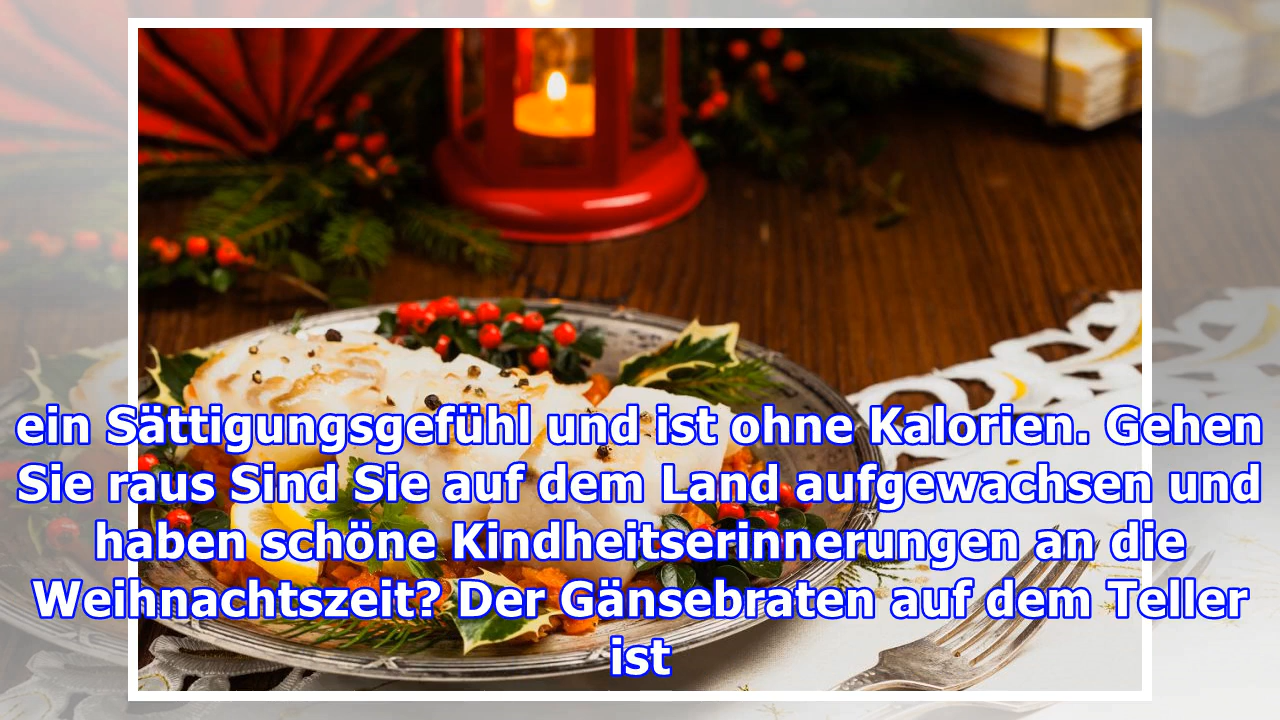 ein Sättigungsgefühl und ist ohne Kalorien. Gehen
Sie raus Sind Sie auf dem Land aufgewachsen und
haben schöne Kindheitserinnerungen an die
Weihnachtszeit? Der Gänsebraten auf dem Teller
ist